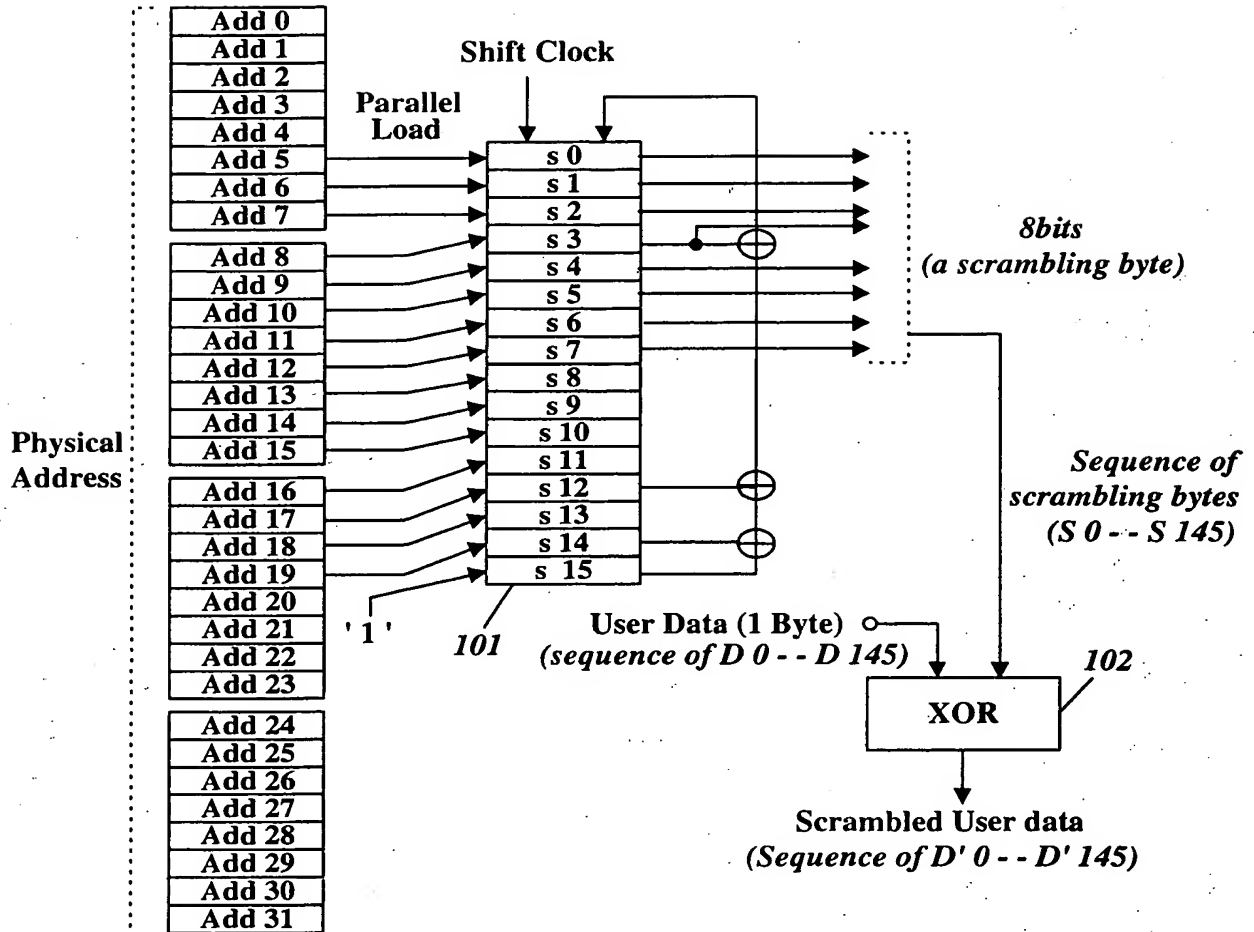 Physical
Address
Add 0
Add 1
Add 2
Add 3
Add 4
Add 5
Add 6
Add 7
Add 8
Add 9
Add 10
Add 11
Add 12
Add 13
Add 14
Add 15
Add 16
Add 17
Add 18
Add 19
Add 20
Add 21
Add 22
Add 23
Add 24
Add 25
Add 26
Add 27
Add 28
Add 29
Add 30
Add 31
Parallel
Load
Shift Clock
s 0
s 1
s 2
s 3
s 4
s 5
s 6
s 7
s 8
s 9
s 10
s 11
s 12
s 13
s 14
s 15
' 1 '
101
8bits
(a scrambling byte)
Sequence of
scrambling bytes
(S 0 - - S 145)
User Data (1 Byte)
(sequence of D 0 - - D 145)
102
XOR
Scrambled User data
(Sequence of D' 0 - - D' 145)